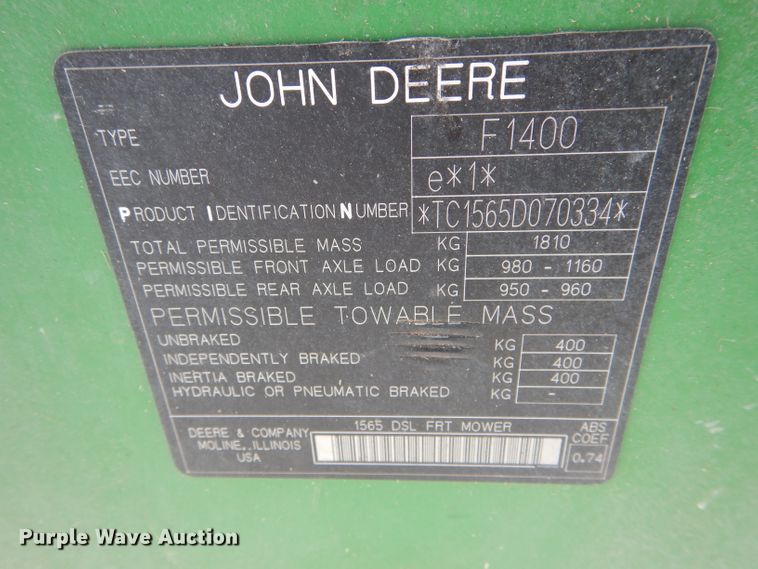 JOHN DEERE
TYPE F1400
EEC NUMBER e*1*
PRODUCT IDENTIFICATION NUMBER *TC1565D070334*
TOTAL PERMISSIBLE MASS KG 1810
PERMISSIBLE FRONT AXLE LOAD KG 980 - 1160
PERMISSIBLE REAR AXLE LOAD KG 950 - 960
PERMISSIBLE TOWABLE MASS
UNBRAKED KG 400
INDEPENDENTLY BRAKED KG 400
INERTIA BRAKED KG 400
HYDRAULIC OR PNEUMATIC BRAKED KG -
1565 DSL FRT MOWER
DEERE & COMPANY
MOLINE, ILLINOIS
USA
ABS
COEF
0.74
Purple Wave Auction